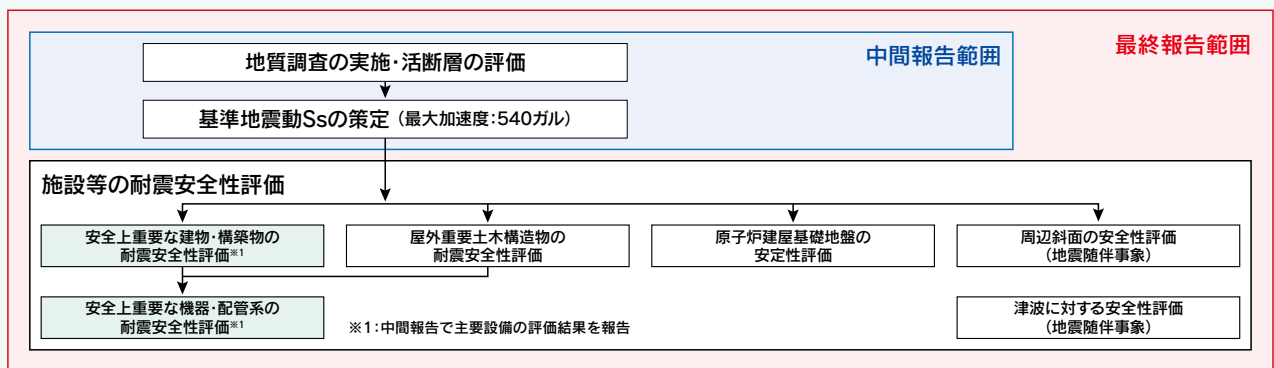 最終報告範囲
中間報告範囲
地質調査の実施・活断層の評価
基準地震動Ssの策定（最大加速度：540ガル）
施設等の耐震安全性評価
安全上重要な建物・構築物の
耐震安全性評価※1
屋外重要土木構造物の
耐震安全性評価
原子炉建屋基礎地盤の
安定性評価
周辺斜面の安全性評価
（地震随伴事象）
安全上重要な機器・配管系の
耐震安全性評価※1
※1：中間報告で主要設備の評価結果を報告
津波に対する安全性評価
（地震随伴事象）